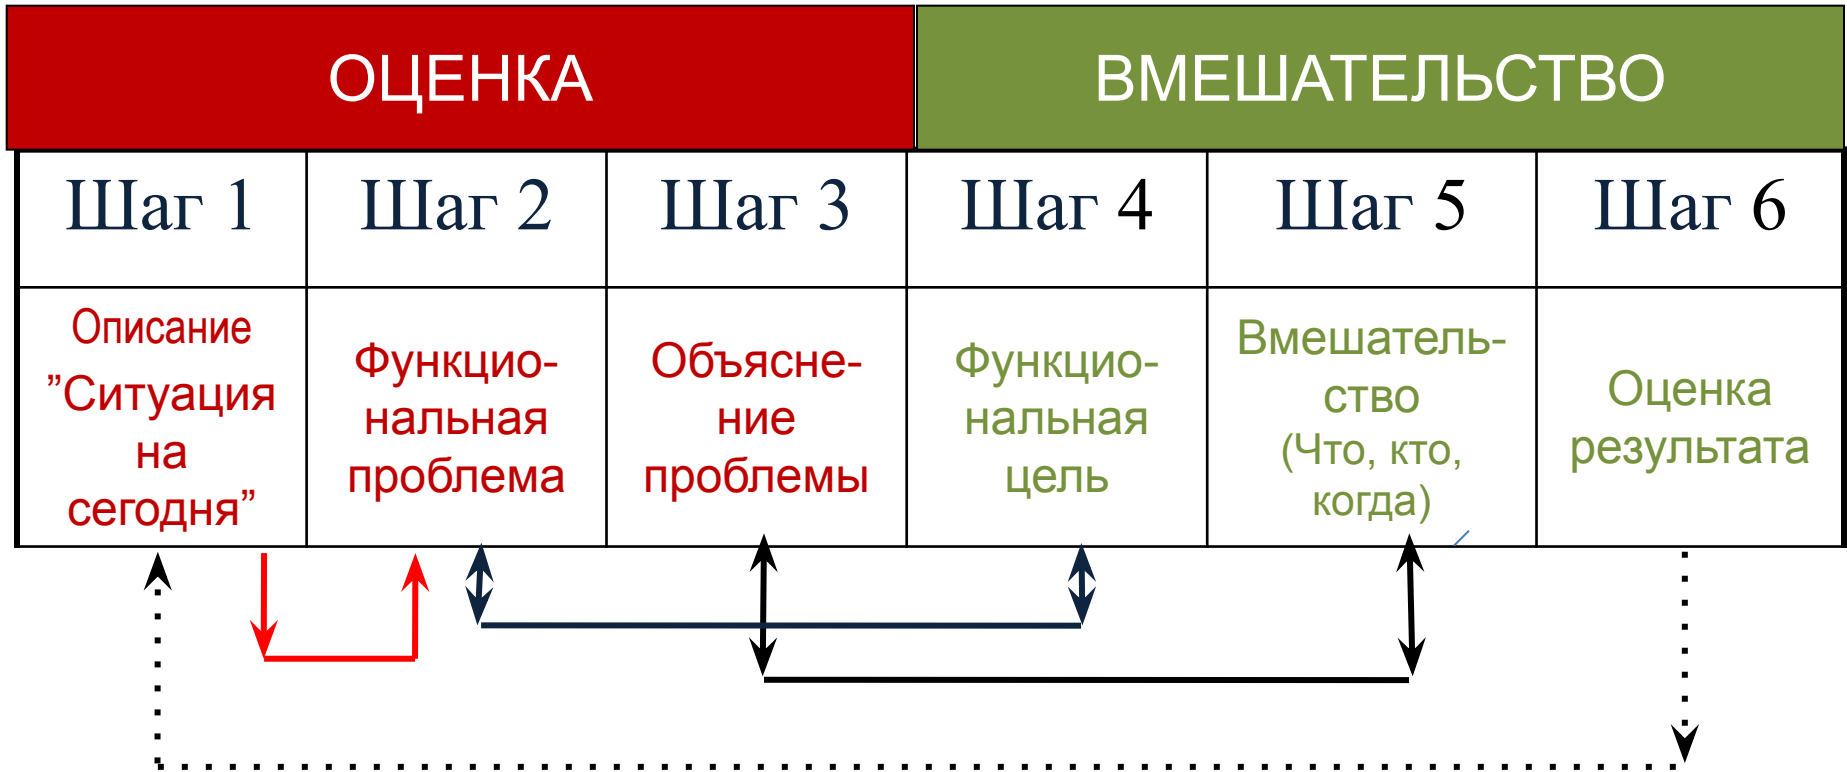 ОЦЕНКА
ВМЕШАТЕЛЬСТВО
Шаг 1
Шаг 2
Шаг 3
Шаг 4
Шаг 5
Шаг 6
Описание
”Ситуация
на
сегодня”
Функцио-
нальная
проблема
Объясне-
ние
проблемы
Функцио-
нальная
цель
Вмешатель-
ство
(Что, кто,
когда)
Оценка
результата